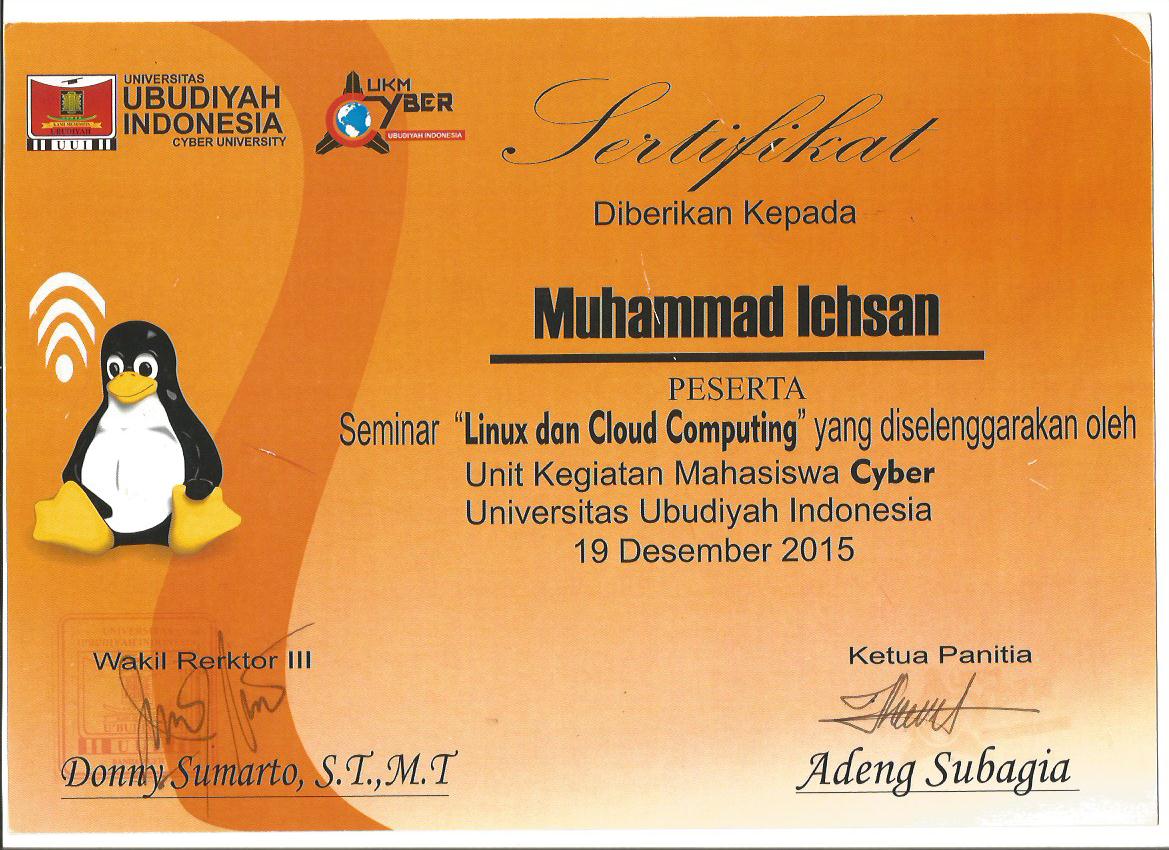 UNIVERSITAS
UBUDIYAH
INDONESIA
CYBER UNIVERSITY
UBUDIYAH
U U I
UKM
CYBER
UBUDIYAH INDONESIA
Sertifikat
Diberikan Kepada
Muhammad Ichsan
PESERTA
Seminar “Linux dan Cloud Computing” yang diselenggarakan oleh
Unit Kegiatan Mahasiswa Cyber
Universitas Ubudiyah Indonesia
19 Desember 2015
Wakil Rerktor III
Donny Sumarto, S.T.,M.T
Ketua Panitia
Adeng Subagia